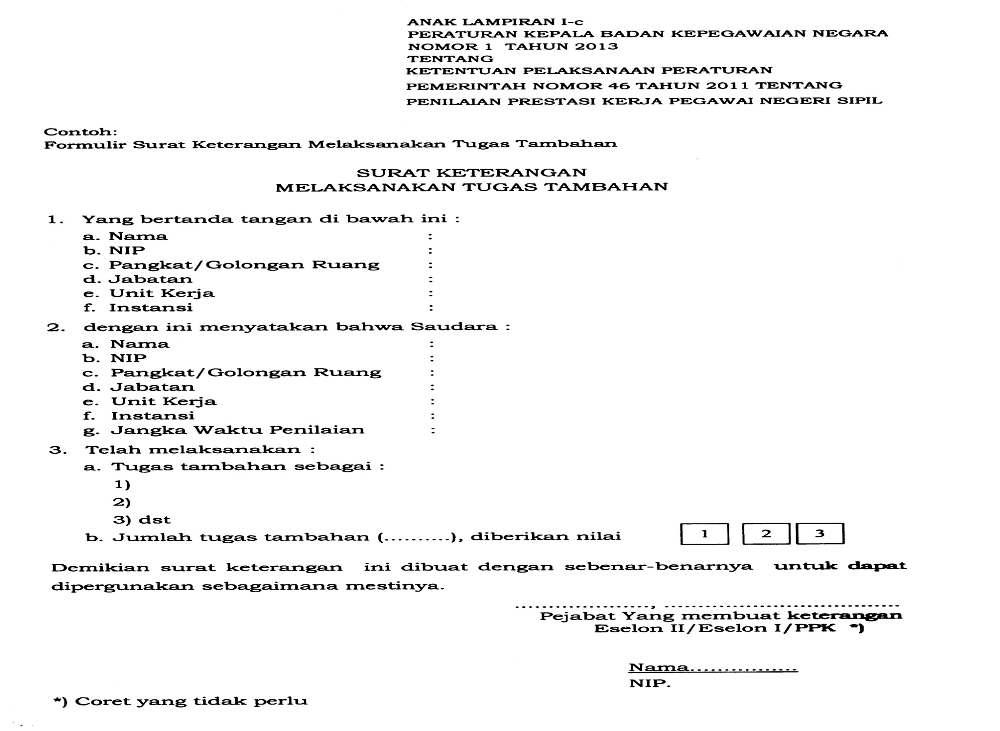 ANAK LAMPIRAN I-c
PERATURAN KEPALA BADAN KEPEGAWAIAN NEGARA
NOMOR 1 TAHUN 2013
TENTANG
KETENTUAN PELAKSANAAN PERATURAN
PEMERINTAH NOMOR 46 TAHUN 2011 TENTANG
PENILAIAN PRESTASI KERJA PEGAWAI NEGERI SIPIL
Contoh:
Formulir Surat Keterangan Melaksanakan Tugas Tambahan
SURAT KETERANGAN
MELAKSANAKAN TUGAS TAMBAHAN
1. Yang bertanda tangan di bawah ini :
a. Nama :
b. NIP :
c. Pangkat/Golongan Ruang :
d. Jabatan :
e. Unit Kerja :
f. Instansi :
2. dengan ini menyatakan bahwa Saudara :
a. Nama :
b. NIP :
c. Pangkat/Golongan Ruang :
d. Jabatan :
e. Unit Kerja :
f. Instansi :
g. Jangka Waktu Penilaian :
3. Telah melaksanakan :
a. Tugas tambahan sebagai :
1)
2)
3) dst
b. Jumlah tugas tambahan (..........), diberikan nilai 1 2 3
Demikian surat keterangan ini dibuat dengan sebenar-benarnya untuk dapat
dipergunakan sebagaimana mestinya.
...................., ...................................
Pejabat Yang membuat keterangan
Eselon II/Eselon I/PPK *)
Nama................
NIP.
*) Coret yang tidak perlu